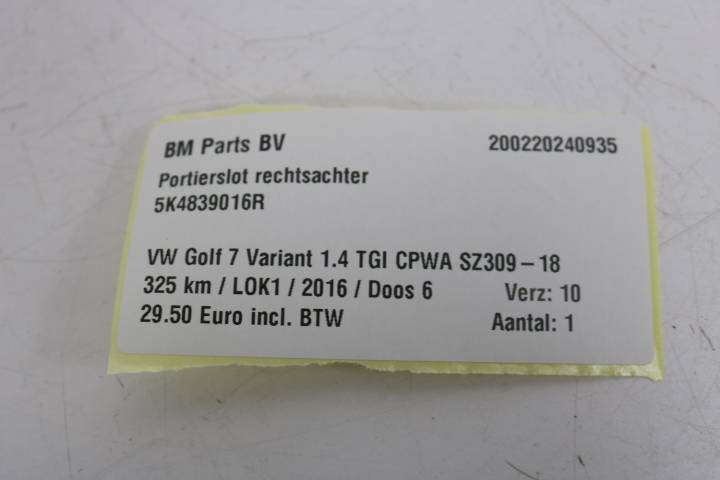 BM Parts BV 200220240935
Portierslot rechtsachter
5K4839016R
VW Golf 7 Variant 1.4 TGI CPWA SZ309-18
325 km / LOK1 / 2016 / Doos 6 Verz: 10
29.50 Euro incl. BTW Aantal: 1